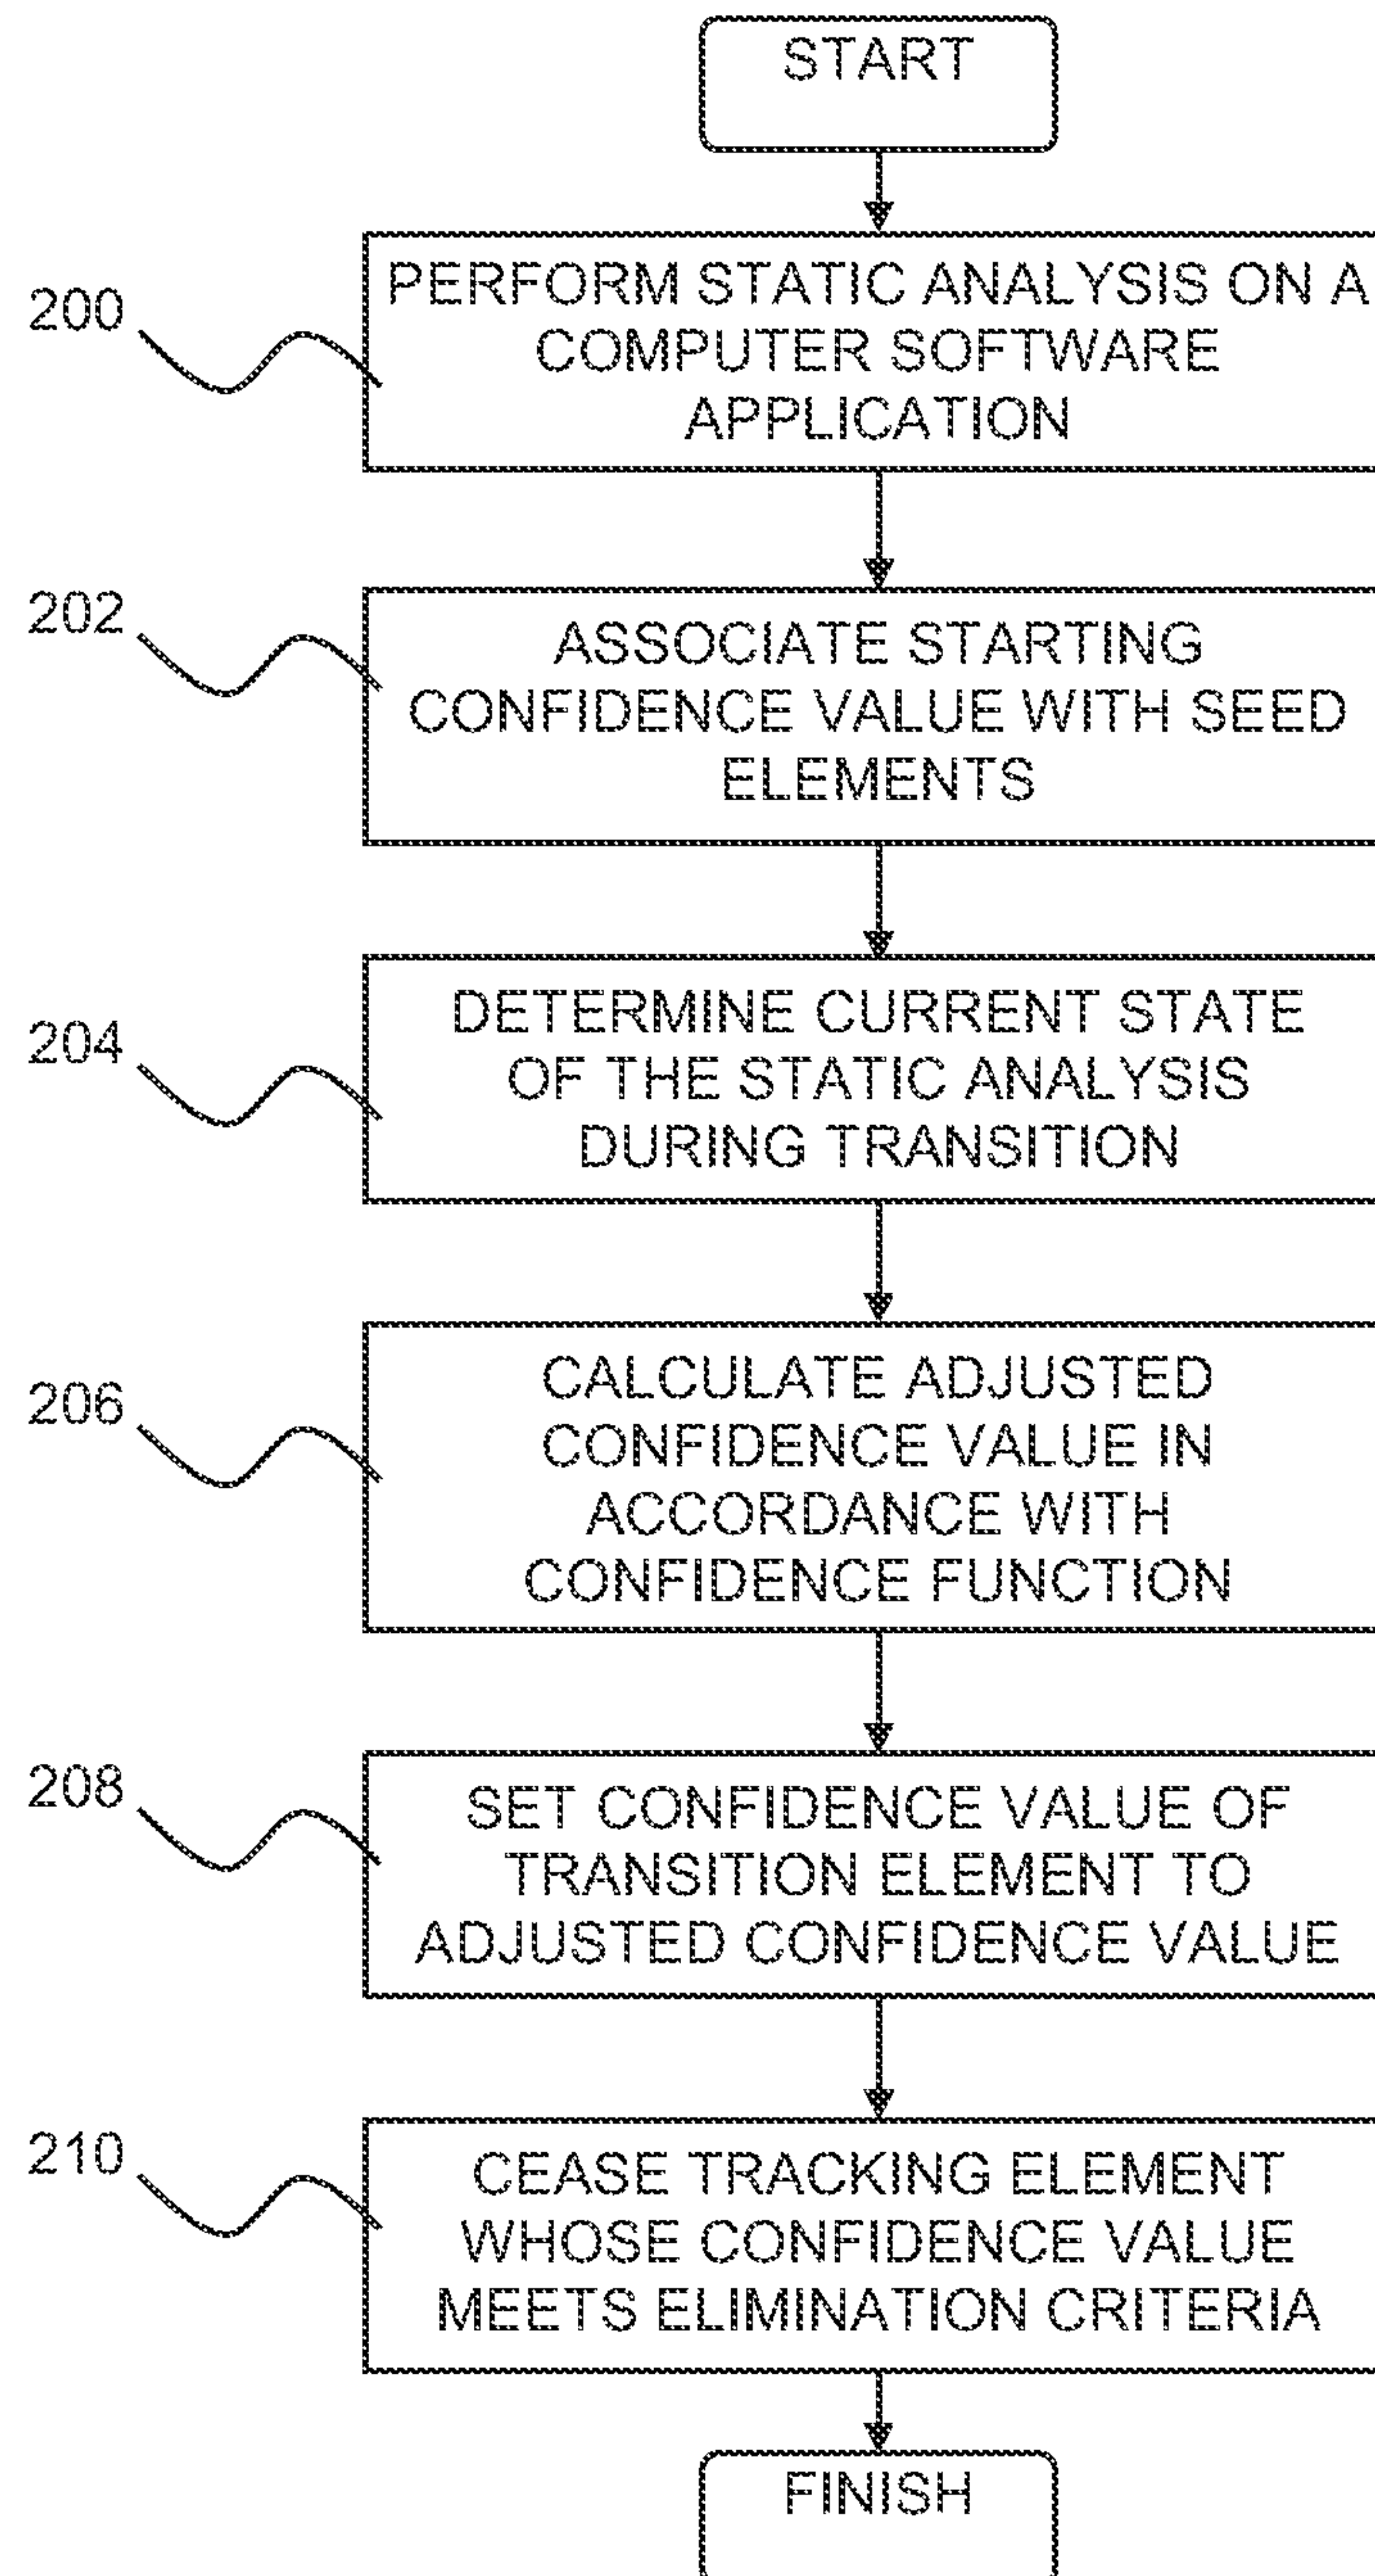 START
200
PERFORM STATIC ANALYSIS ON A
COMPUTER SOFTWARE
APPLICATION
202
ASSOCIATE STARTING
CONFIDENCE VALUE WITH SEED
ELEMENTS
204
DETERMINE CURRENT STATE
OF THE STATIC ANALYSIS
DURING TRANSITION
206
CALCULATE ADJUSTED
CONFIDENCE VALUE IN
ACCORDANCE WITH
CONFIDENCE FUNCTION
208
SET CONFIDENCE VALUE OF
TRANSITION ELEMENT TO
ADJUSTED CONFIDENCE VALUE
210
CEASE TRACKING ELEMENT
WHOSE CONFIDENCE VALUE
MEETS ELIMINATION CRITERIA
FINISH